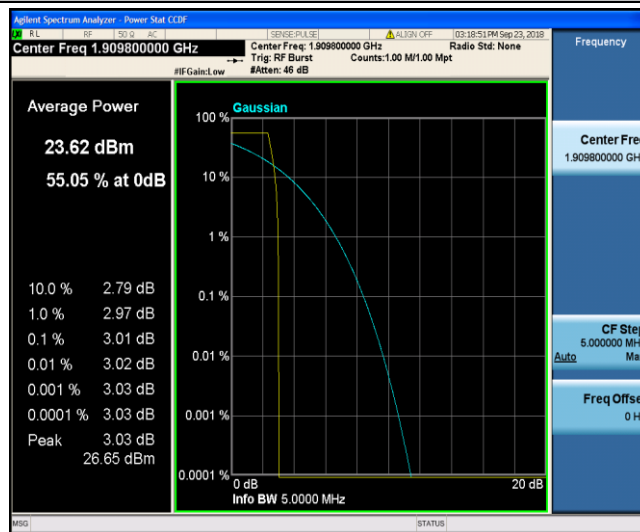 Agilent Spectrum Analyzer - Power Stat CCDF
RL RF 50 Ω AC SENSE:PULSE ALIGN OFF 03:18:51PM Sep 23, 2018
Center Freq 1.909800000 GHz
Center Freq: 1.909800000 GHz Radio Std: None
Trig: RF Burst Counts:1.00 M/1.00 Mpt
#IFGain:Low #Atten: 46 dB
Frequency
Average Power
23.62 dBm
55.05 % at 0dB
10.0 % 2.79 dB
1.0 % 2.97 dB
0.1 % 3.01 dB
0.01 % 3.02 dB
0.001 % 3.03 dB
0.0001 % 3.03 dB
Peak 3.03 dB
26.65 dBm
Gaussian
100 %
10 %
1 %
0.1 %
0.01 %
0.001 %
0.0001 %
0 dB 20 dB
Info BW 5.0000 MHz
Center Fre
1.909800000 GH
CF Step
5.000000 MH
Auto Ma
Freq Offse
0 H
MSG STATUS